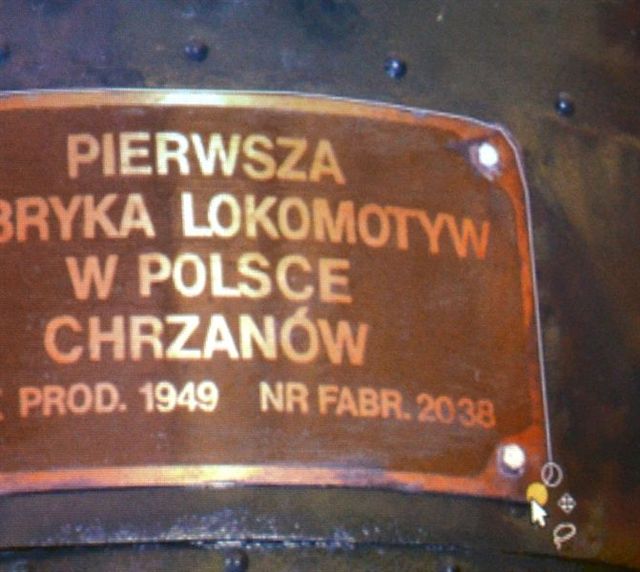 PIERWSZA
BRYKA LOKOMOTYW
W POLSCE
CHRZANÓW
PROD. 1949 NR FABR. 2038